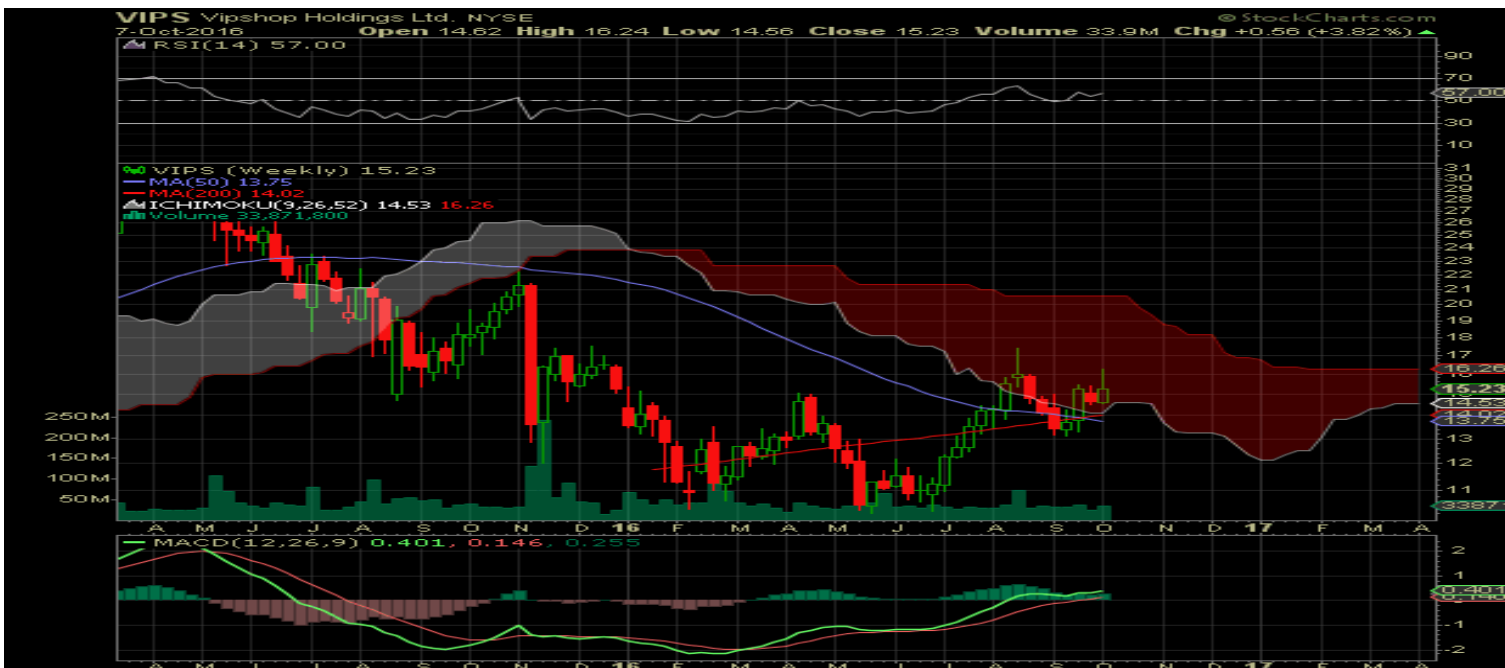 VIPS Vipshop Holdings Ltd. NYSE © StockCharts.com
7-Oct-2016 Open 14.62 High 16.24 Low 14.56 Close 15.23 Volume 33.9M Chg +0.56 (+3.82%)
RSI(14) 57.00
90
70
57.00
50
30
10
VIPS (Weekly) 15.23
MA(50) 13.75
MA(200) 14.02
ICHIMOKU(9,26,52) 14.53 16.26
Volume 33,871,800
31
30
29
28
27
26
25
24
23
22
21
20
19
18
17
16.26
15.23
14.53
14.02
13.75
13
12
11
33871
250M
200M
150M
100M
50M
A M J J A S O N D 16 F M A M J J A S O N D 17 F M A
MACD(12,26,9) 0.401, 0.146, 0.255
2
1
0.401
-1
-2
A M J J A S O N D 16 F M A M J J A S O N D 17 F M A